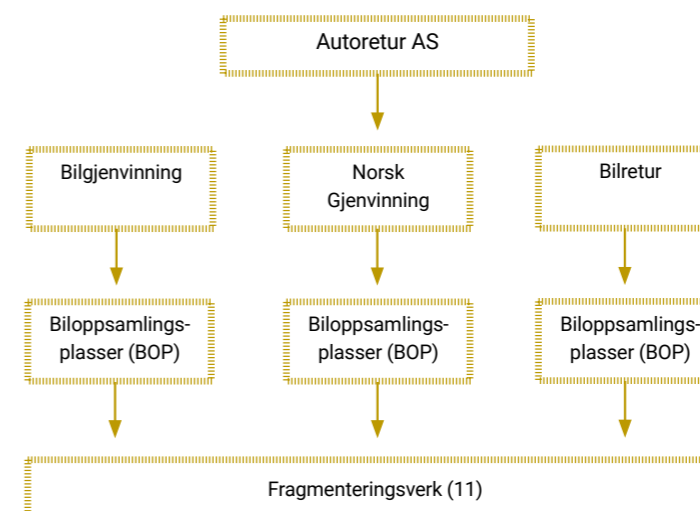 Autoretur AS
Bilgjenvinning
Norsk
Gjenvinning
Bilretur
Biloppsamlings-
plasser (BOP)
Biloppsamlings-
plasser (BOP)
Biloppsamlings-
plasser (BOP)
Fragmenteringsverk (11)